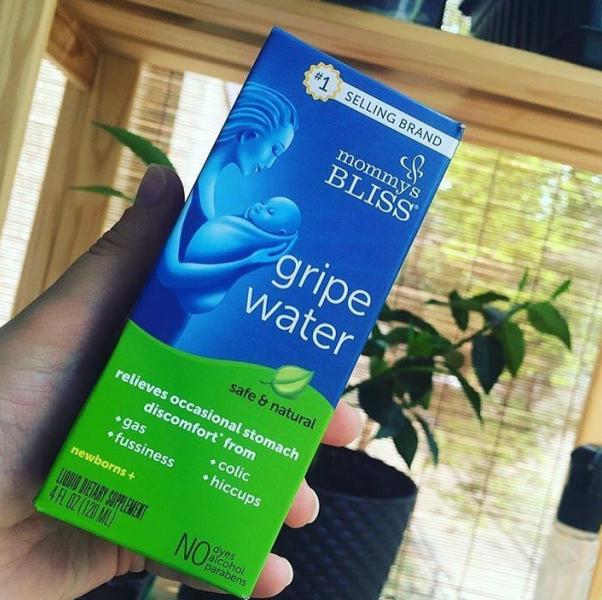 #1
SELLING BRAND
mommy's
BLISS®
gripe
water
safe & natural
relieves occasional stomach
discomfort* from
• gas
• fussiness
• colic
• hiccups
newborns +
LIQUID DIETARY SUPPLEMENT
4 FL OZ (120 ML)
NO dyes
alcohol
parabens